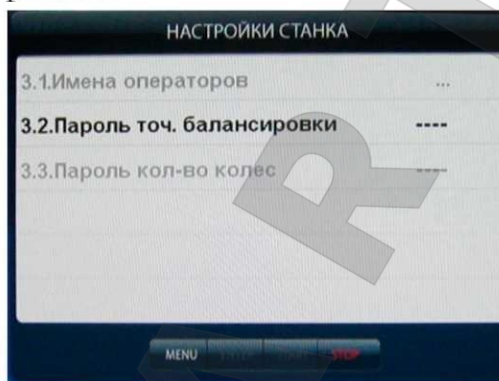 НАСТРОЙКИ СТАНКА
3.1.Имена операторов ...
3.2.Пароль точ. балансировки ----
3.3.Пароль кол-во колес ----
MENU STOP